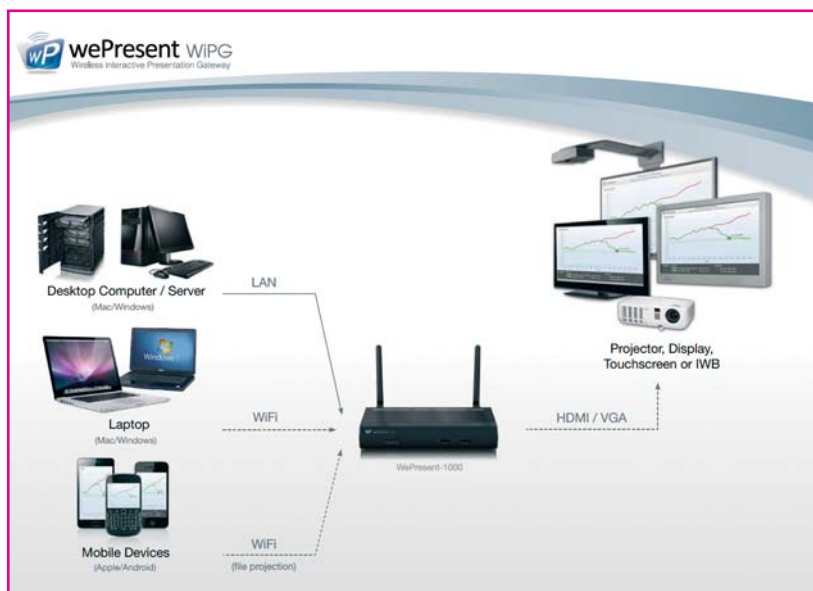 wP wePresent WiPG
Wireless Interactive Presentation Gateway
Desktop Computer / Server
(Mac/Windows)
LAN
Laptop
(Mac/Windows)
WiFi
Mobile Devices
(Apple/Android)
WiFi
(file projection)
WePresent-1000
HDMI / VGA
Projector, Display,
Touchscreen or IWB